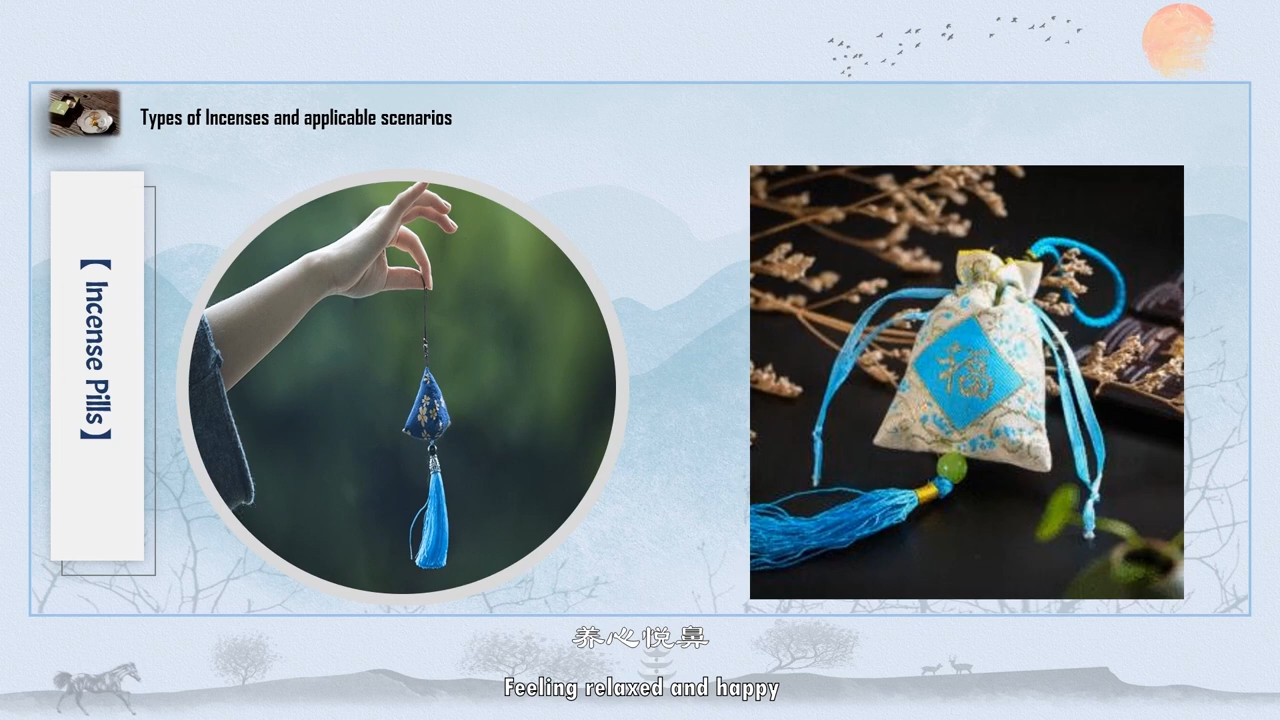 Types of Incenses and applicable scenarios
【 Incense Pills】
福
养心悦鼻
Feeling relaxed and happy